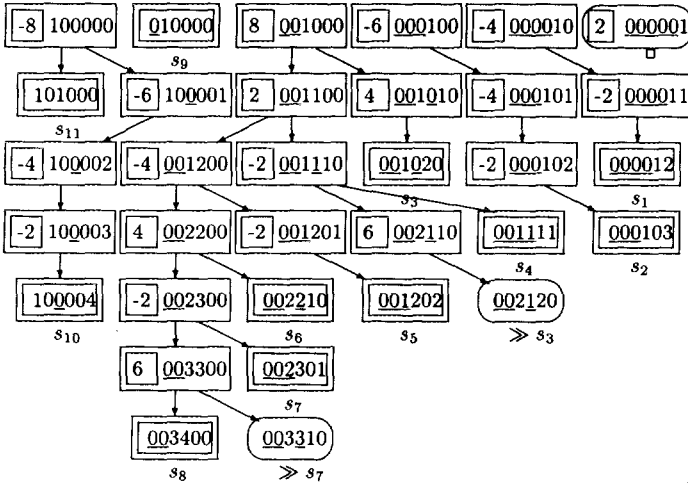 -8 100000 010000 8 001000 -6 000100 -4 000010 2 000001
s9
101000 -6 100001 2 001100 4 001010 -4 000101 -2 000011
s11
-4 100002 -4 001200 -2 001110 001020 -2 000102 000012
s3 s1
-2 100003 4 002200 -2 001201 6 002110 001111 000103
s4 s2
100004 -2 002300 002210 001202 002120
s10 s6 s5 ≫ s3
6 003300 002301
s7
003400 003310
s8 ≫ s7